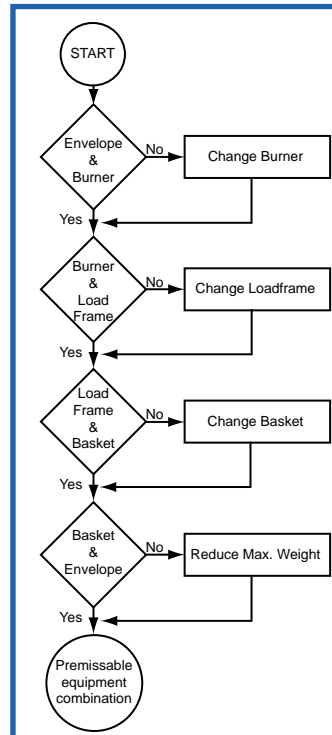 START
Envelope
&
Burner
No
Change Burner
Yes
Burner
&
Load
Frame
No
Change Loadframe
Yes
Load
Frame
&
Basket
No
Change Basket
Yes
Basket
&
Envelope
No
Reduce Max. Weight
Yes
Premissable
equipment
combination